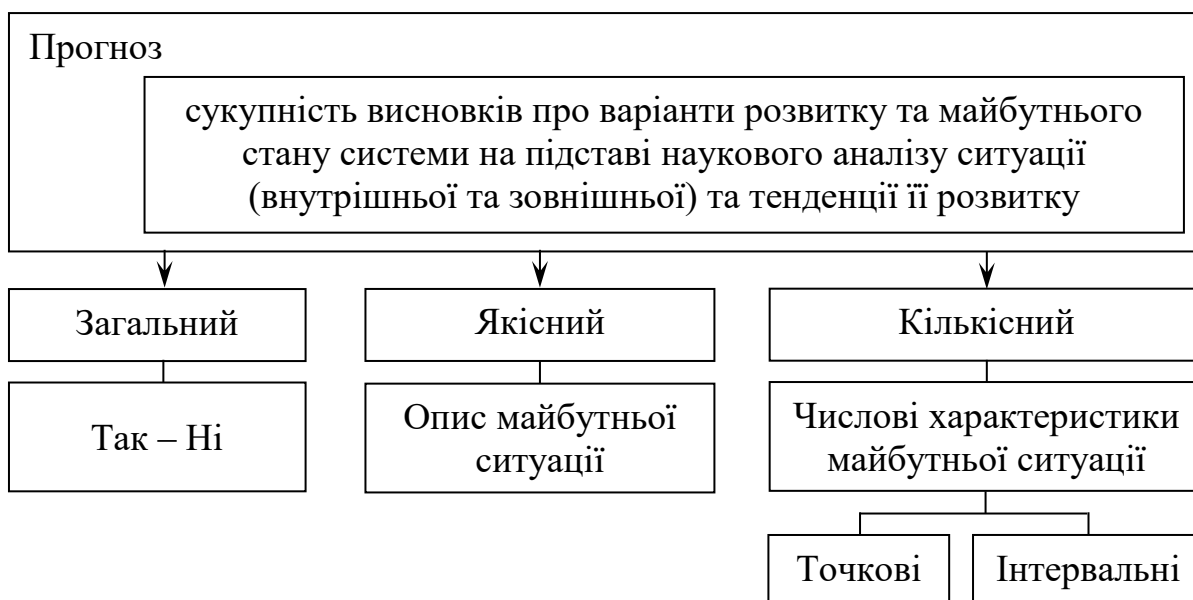 Прогноз
сукупність висновків про варіанти розвитку та майбутнього
стану системи на підставі наукового аналізу ситуації
(внутрішньої та зовнішньої) та тенденції її розвитку
Загальний
Якісний
Кількісний
Так – Ні
Опис майбутньої
ситуації
Числові характеристики
майбутньої ситуації
Точкові
Інтервальні